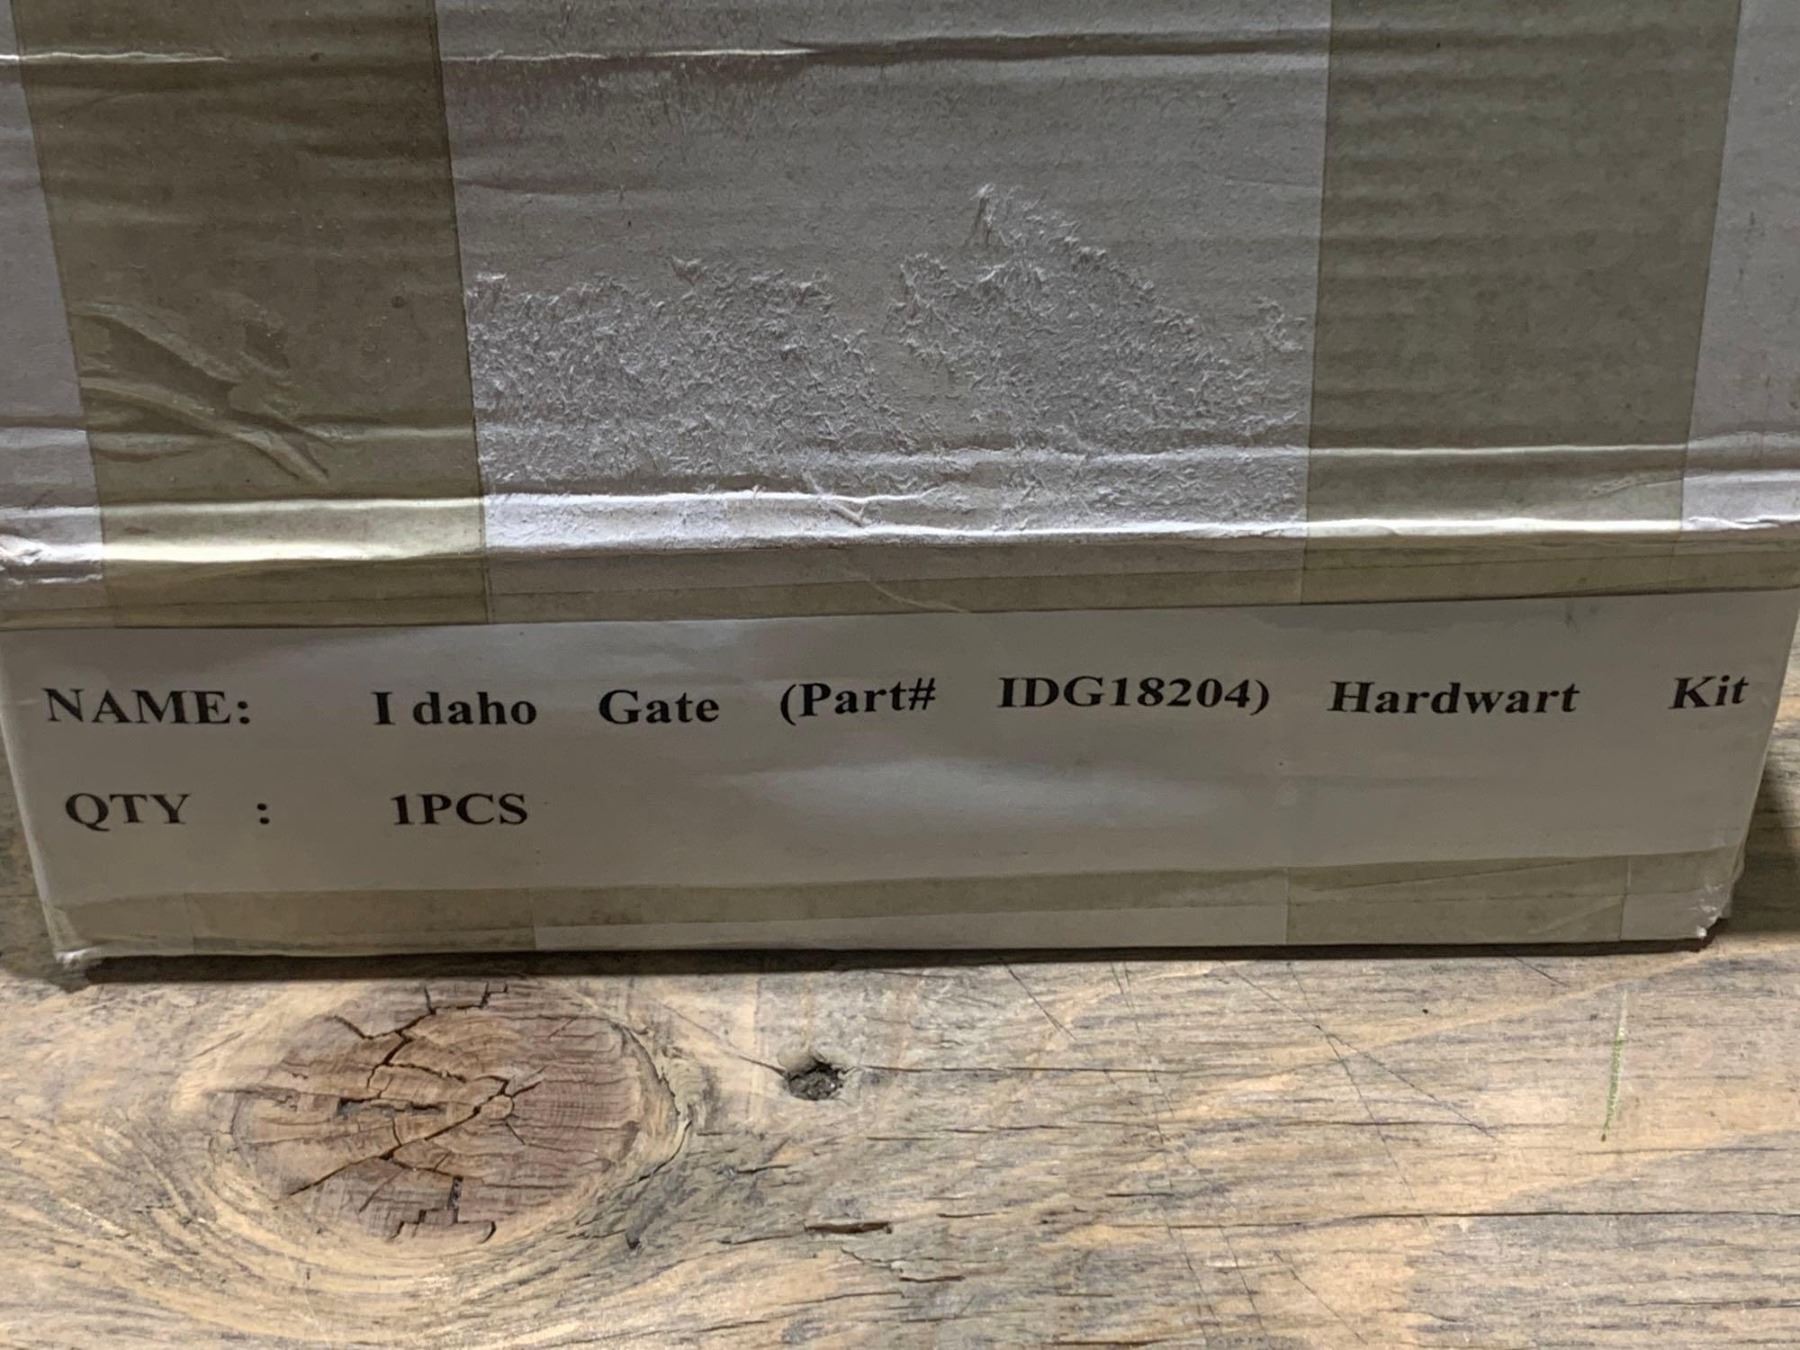 NAME: I daho Gate (Part# IDG18204) Hardwart Kit
QTY : 1PCS